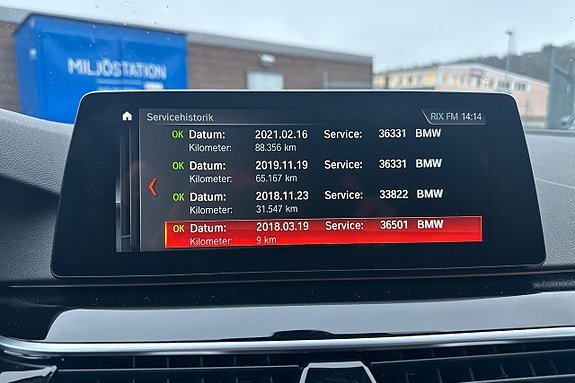 MILJÖSTATION
Servicehistorik RIX FM 14:14
OK Datum: 2021.02.16 Service: 36331 BMW
Kilometer: 88.356 km
OK Datum: 2019.11.19 Service: 36331 BMW
Kilometer: 65.167 km
OK Datum: 2018.11.23 Service: 33822 BMW
Kilometer: 31.547 km
OK Datum: 2018.03.19 Service: 36501 BMW
Kilometer: 9 km